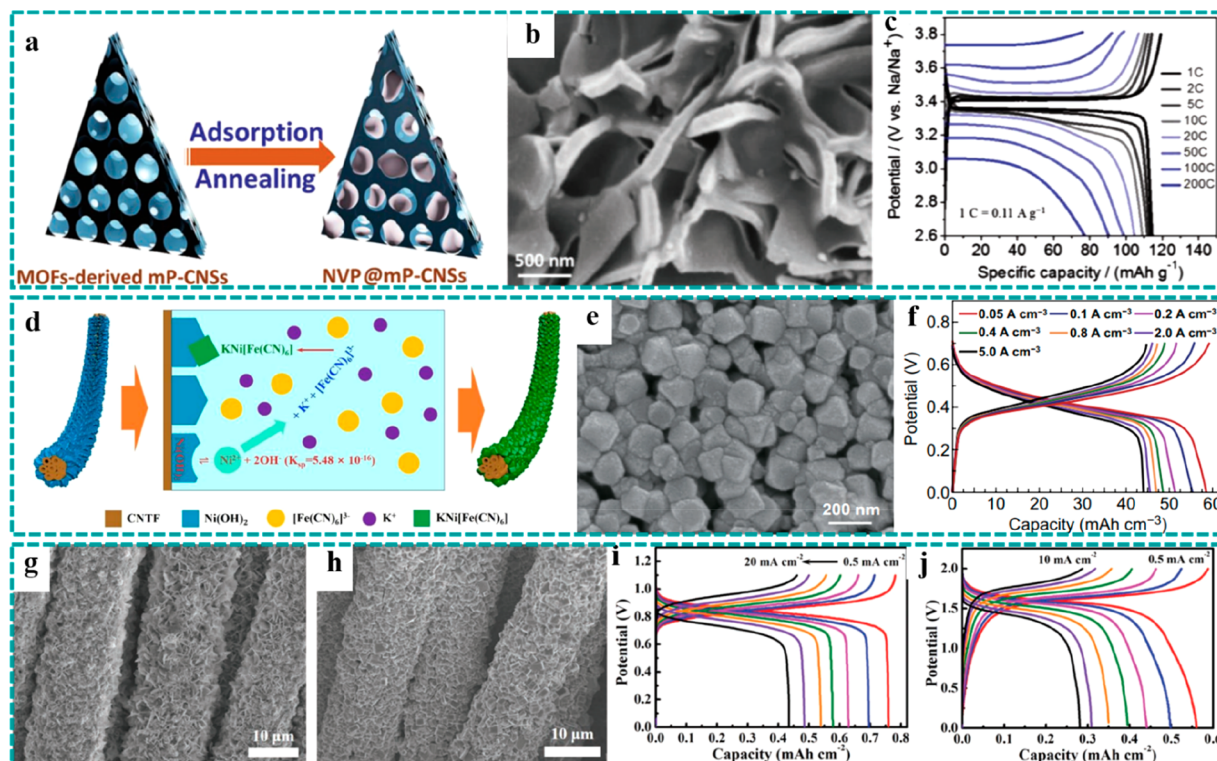 a
Adsorption
Annealing
MOFs-derived mP-CNSs
NVP @mP-CNSs
b
500 nm
c
Potential / (V vs. Na/Na⁺)
3.8
3.6
3.4
3.2
3.0
2.8
2.6
1C
2C
5C
10C
20C
50C
100C
200C
1 C = 0.11 A g⁻¹
0 20 40 60 80 100 120 140
Specific capacity / (mAh g⁻¹)
d
KNi[Fe(CN)₆]
+ K⁺ + [Fe(CN)₆]³⁻
Ni(OH)₂
⇌ Ni²⁺ + 2OH⁻ (Kₛₚ=5.48 × 10⁻¹⁶)
CNTF
Ni(OH)₂
[Fe(CN)₆]³⁻
K⁺
KNi[Fe(CN)₆]
e
200 nm
f
0.05 A cm⁻³ 0.1 A cm⁻³ 0.2 A cm⁻³
0.4 A cm⁻³ 0.8 A cm⁻³ 2.0 A cm⁻³
5.0 A cm⁻³
Potential (V)
0.8
0.6
0.4
0.2
0.0
0 10 20 30 40 50 60
Capacity (mAh cm⁻³)
g
10 μm
h
10 μm
i
20 mA cm⁻² 0.5 mA cm⁻²
Potential (V)
1.2
1.0
0.8
0.6
0.4
0.2
0.0
0.0 0.1 0.2 0.3 0.4 0.5 0.6 0.7 0.8
Capacity (mAh cm⁻²)
j
10 mA cm⁻² 0.5 mA cm⁻²
Potential (V)
2.0
1.5
1.0
0.5
0.0
0.0 0.1 0.2 0.3 0.4 0.5 0.6
Capacity (mAh cm⁻²)